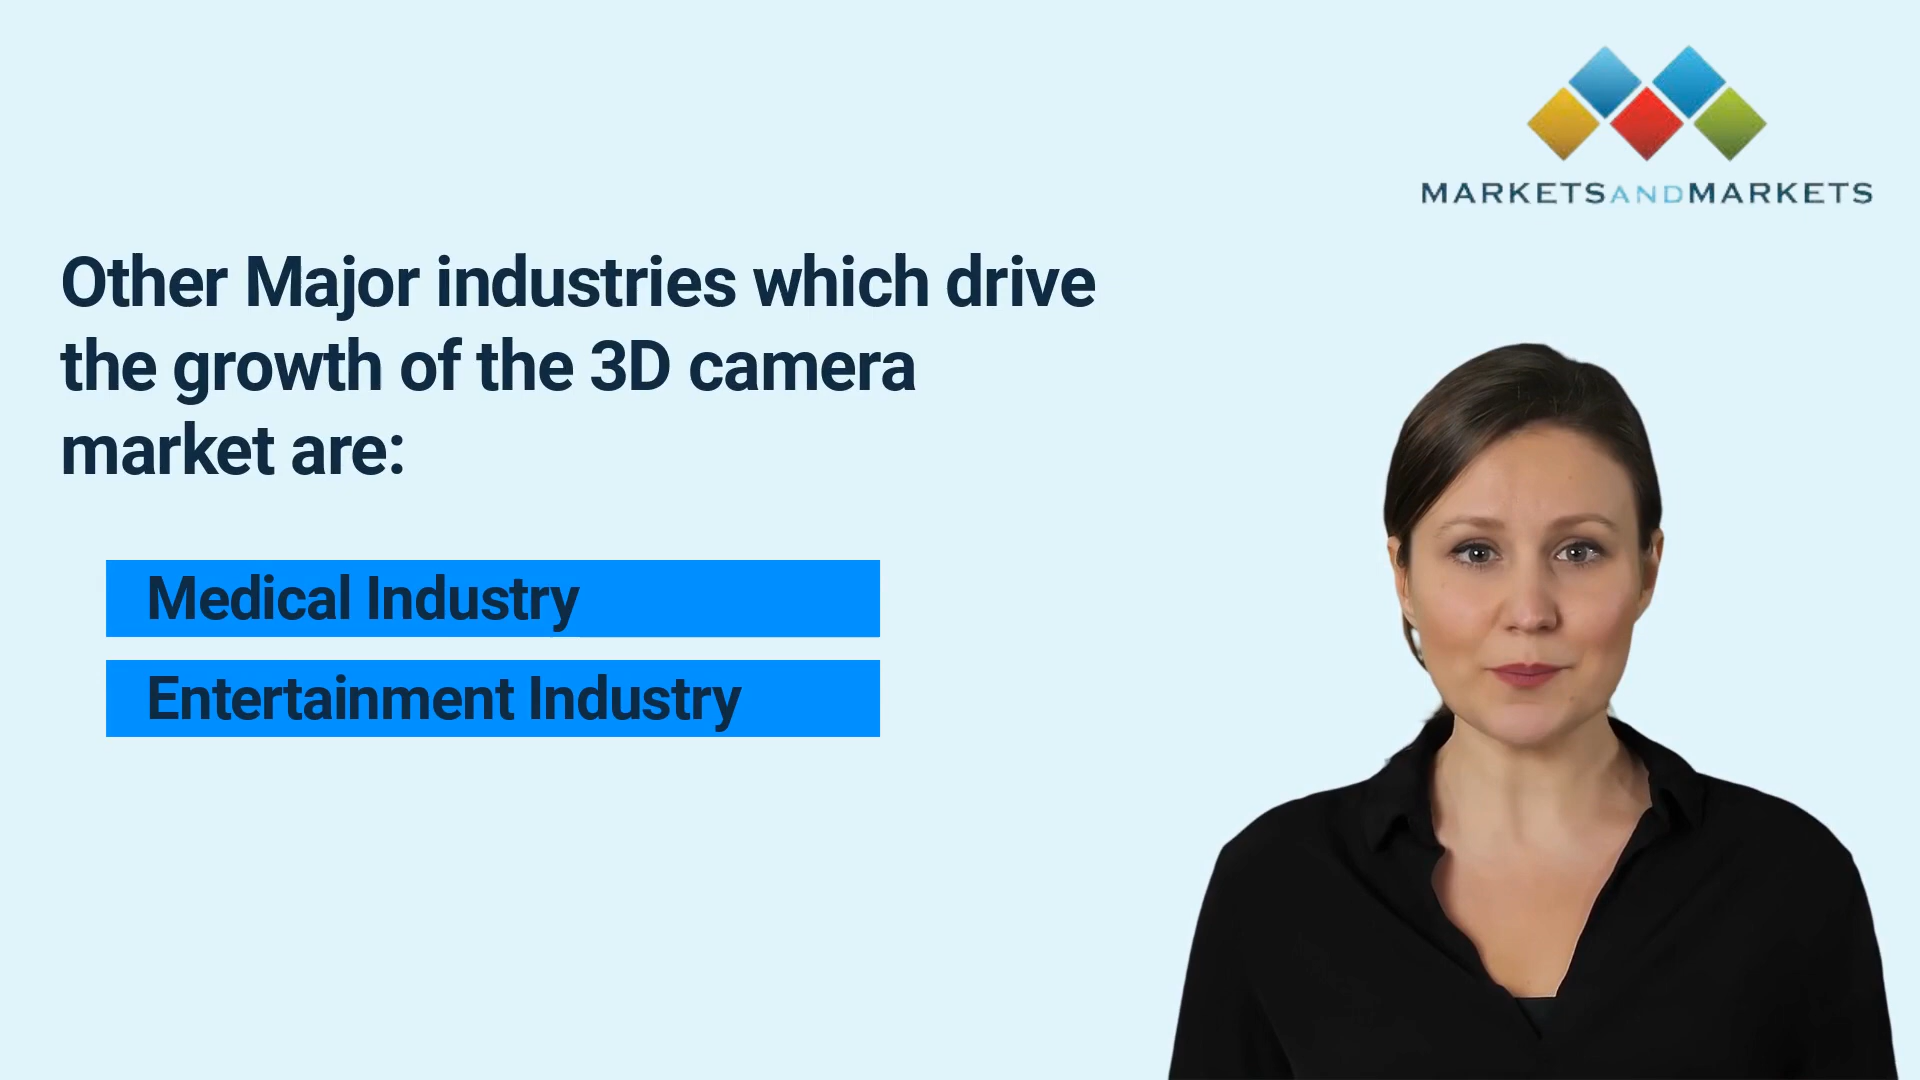 MARKETSANDMARKETS
Other Major industries which drive
the growth of the 3D camera
market are:
Medical Industry
Entertainment Industry